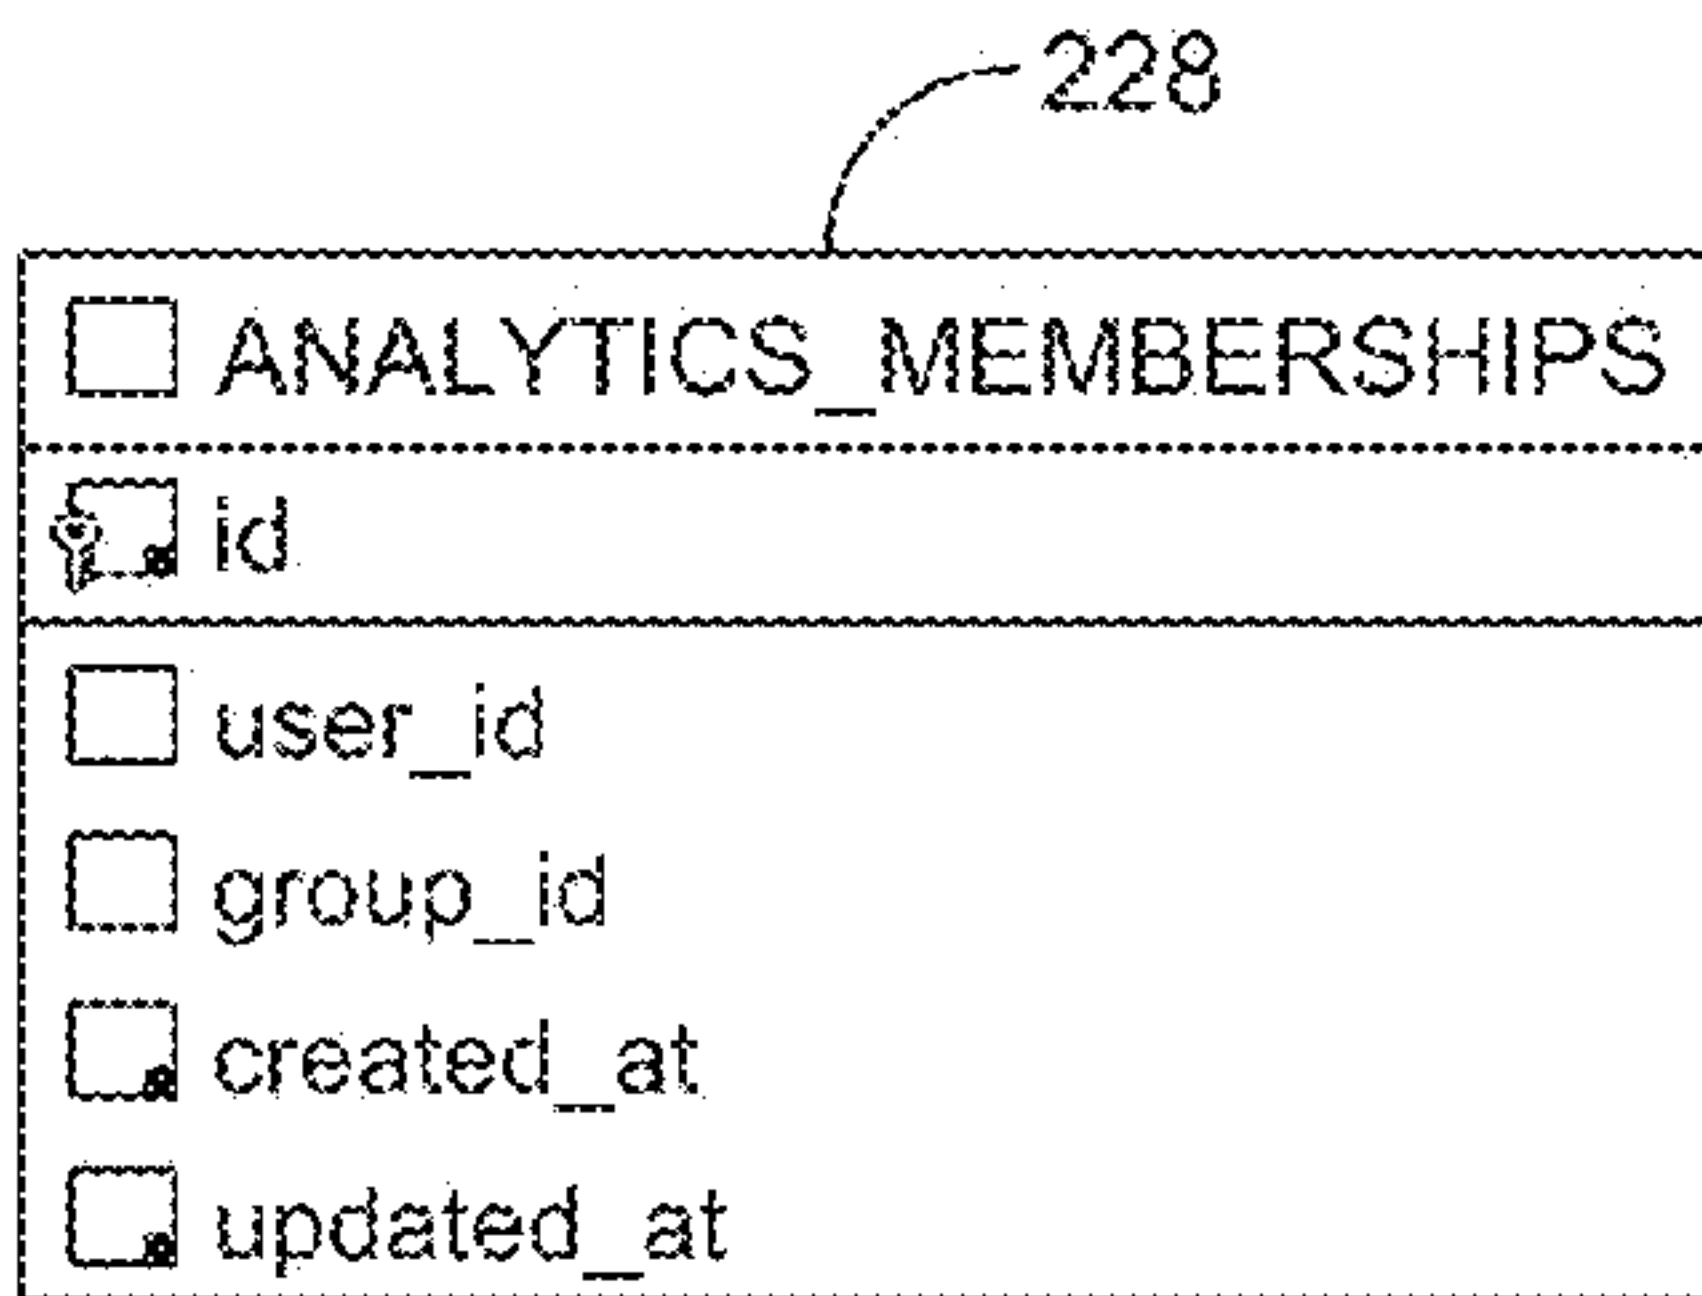 228
ANALYTICS_MEMBERSHIPS
id
user_id
group_id
created_at
updated_at